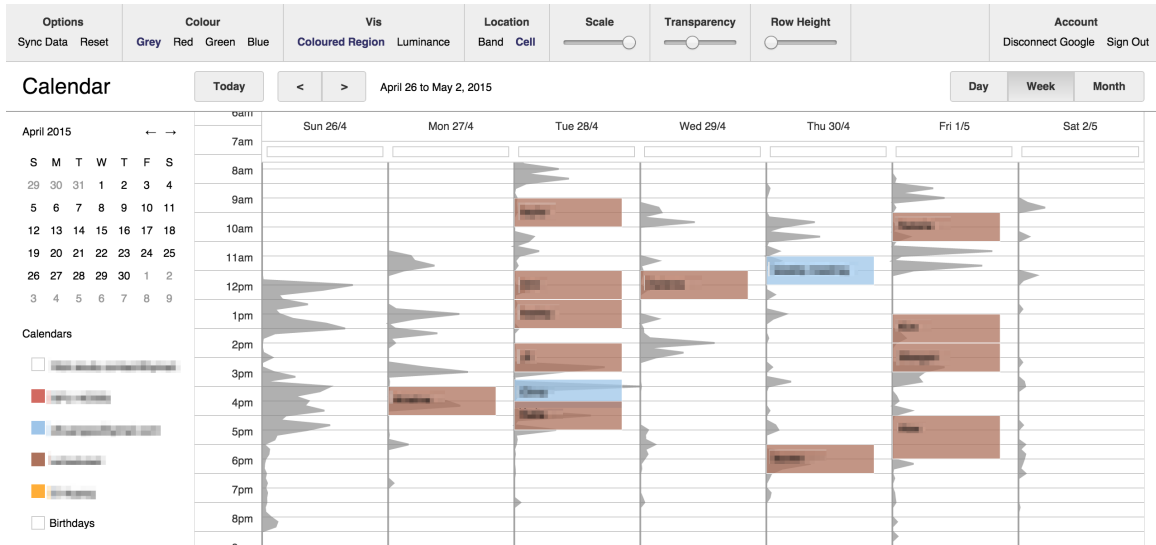 Options Colour Vis Location Scale Transparency Row Height Account
Sync Data Reset Grey Red Green Blue Coloured Region Luminance Band Cell Disconnect Google Sign Out
Calendar Today < > April 26 to May 2, 2015 Day Week Month
April 2015 ← →
S M T W T F S
29 30 31 1 2 3 4
5 6 7 8 9 10 11
12 13 14 15 16 17 18
19 20 21 22 23 24 25
26 27 28 29 30 1 2
3 4 5 6 7 8 9
Calendars
Birthdays
Sun 26/4 Mon 27/4 Tue 28/4 Wed 29/4 Thu 30/4 Fri 1/5 Sat 2/5
6am
7am
8am
9am
10am
11am
12pm
1pm
2pm
3pm
4pm
5pm
6pm
7pm
8pm